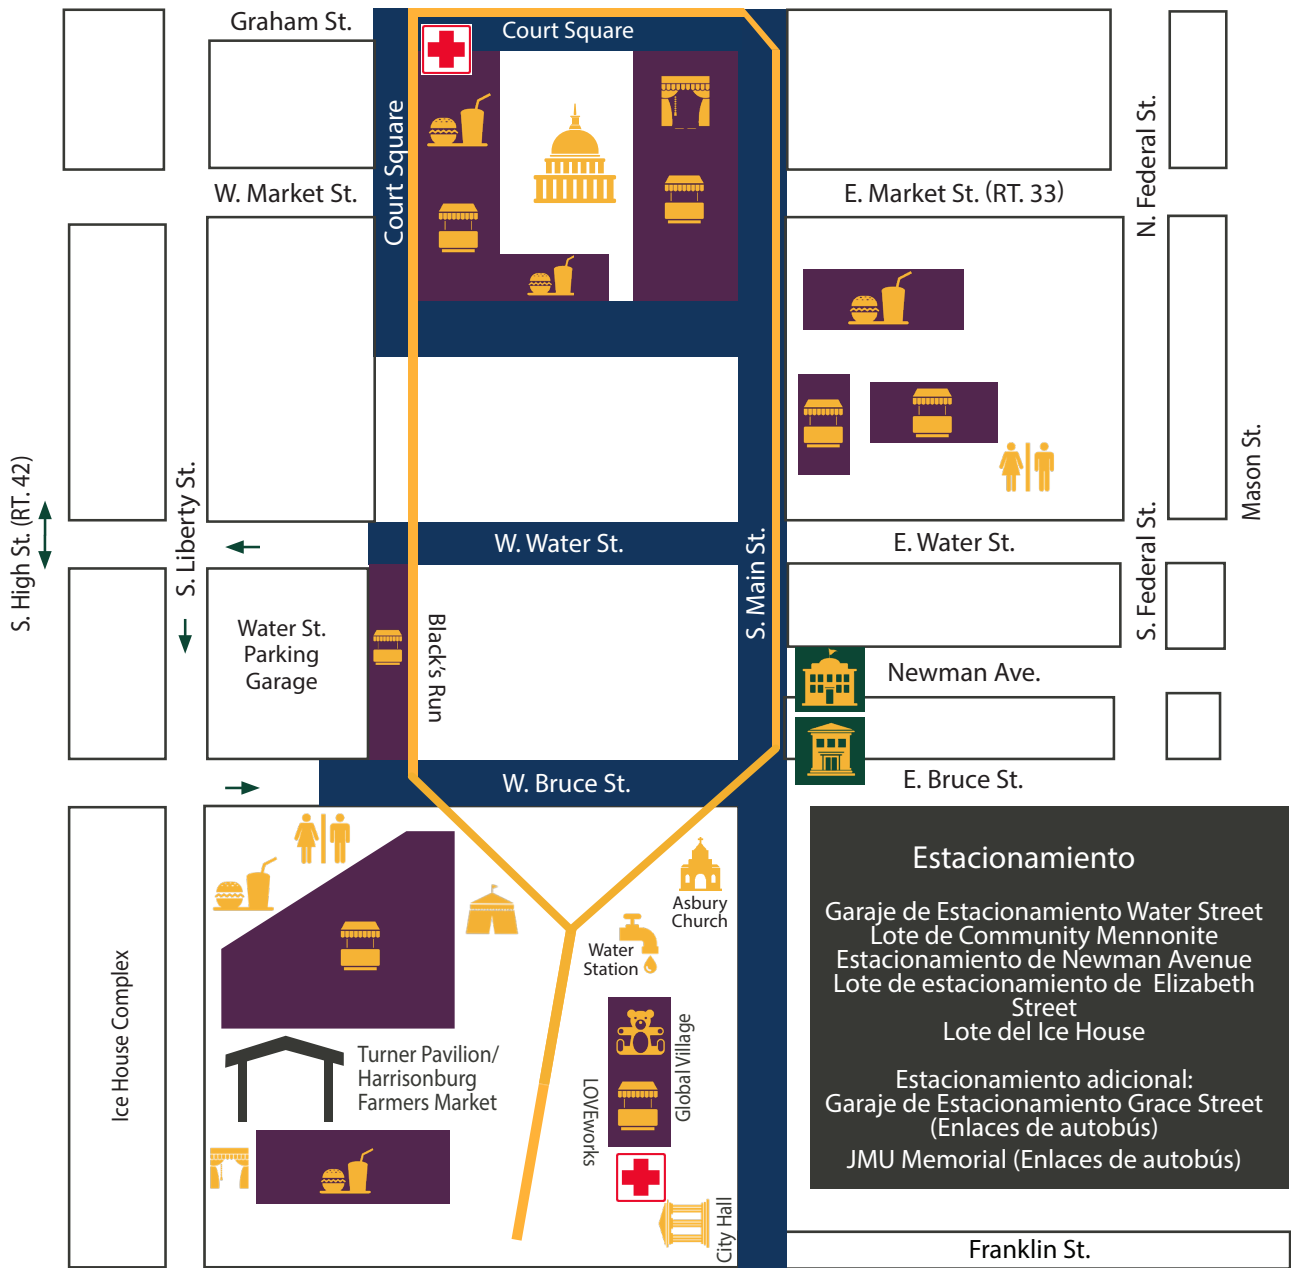 Graham St.
Court Square
Court Square
W. Market St.
E. Market St. (RT. 33)
N. Federal St.
S. High St. (RT. 42)
S. Liberty St.
Mason St.
W. Water St.
E. Water St.
S. Main St.
S. Federal St.
Water St.
Parking
Garage
Black's Run
Newman Ave.
W. Bruce St.
E. Bruce St.
Asbury
Church
Water
Station
Ice House Complex
Turner Pavilion/
Harrisonburg
Farmers Market
LOVEworks
Global Village
City Hall
Estacionamiento
Garaje de Estacionamiento Water Street
Lote de Community Mennonite
Estacionamiento de Newman Avenue
Lote de estacionamiento de Elizabeth
Street
Lote del Ice House
Estacionamiento adicional:
Garaje de Estacionamiento Grace Street
(Enlaces de autobús)
JMU Memorial (Enlaces de autobús)
Franklin St.